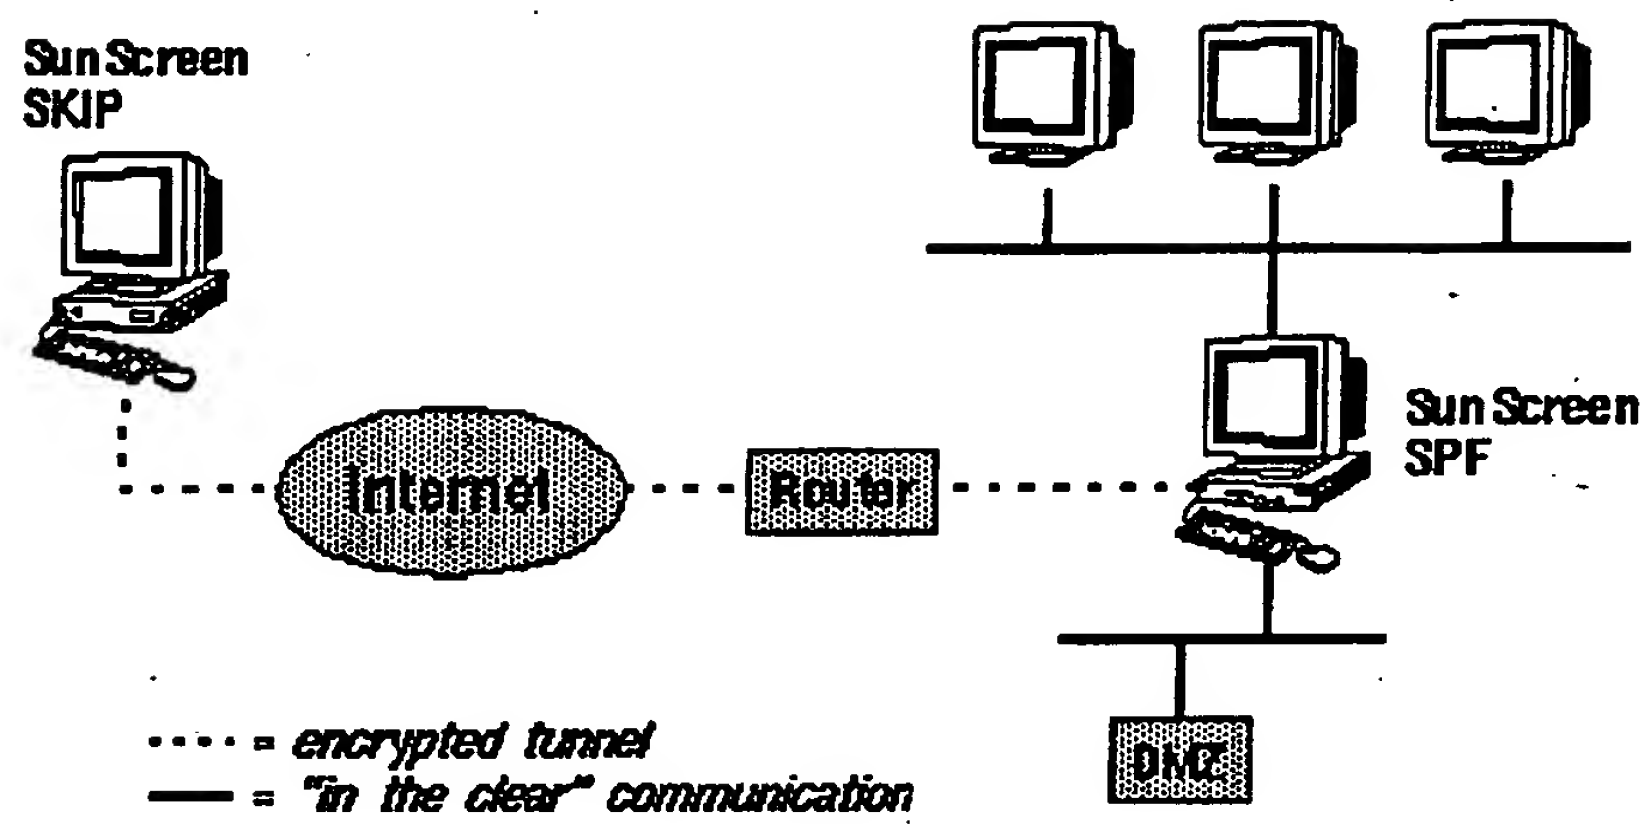 Sun Screen
SKIP
Internet
Router
Sun Screen
SPF
DMZ
= encrypted tunnel
= "in the clear" communication